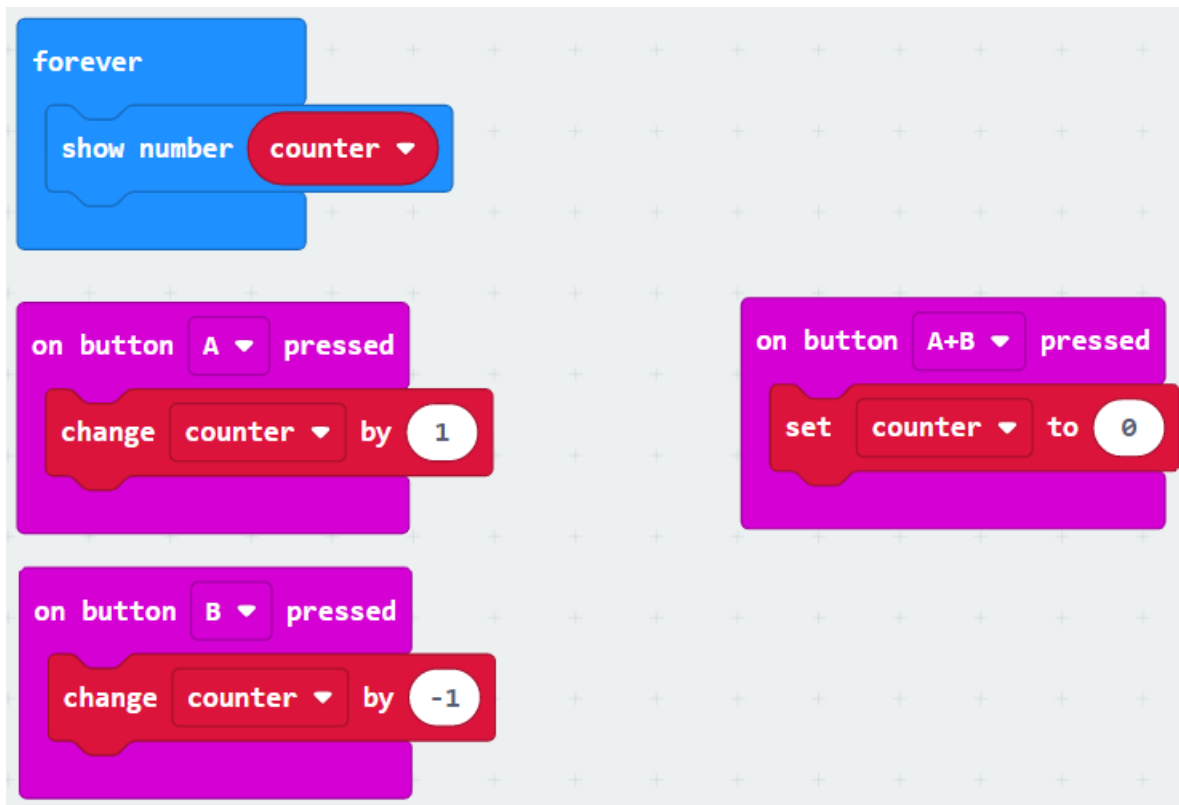 forever
show number counter
on button A pressed
change counter by 1
on button A+B pressed
set counter to 0
on button B pressed
change counter by -1